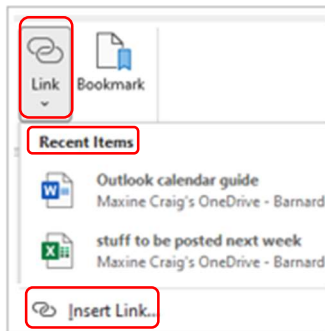 Link Bookmark
Recent Items
Outlook calendar guide
Maxine Craig's OneDrive - Barnard
stuff to be posted next week
Maxine Craig's OneDrive - Barnard
Insert Link...